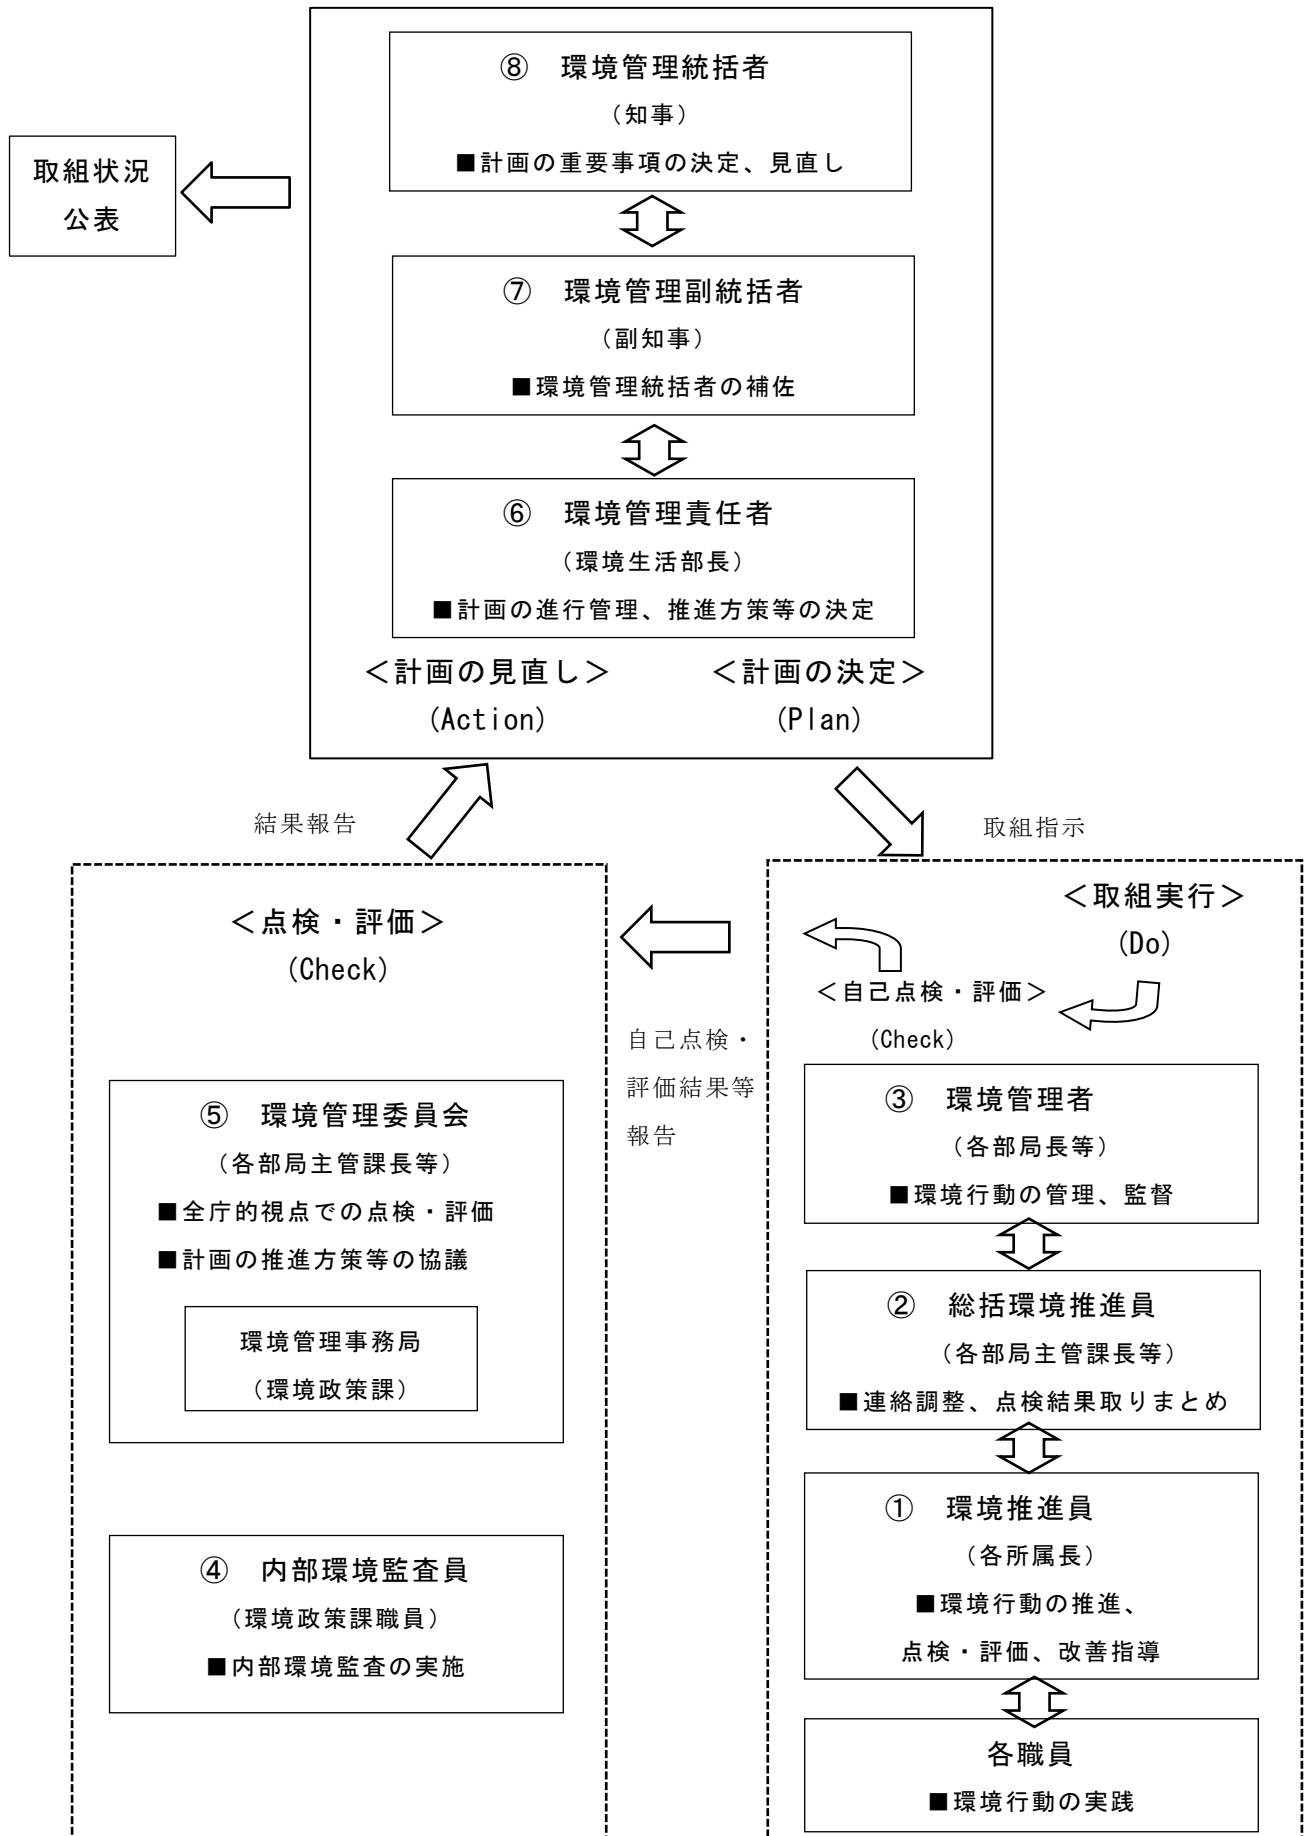 ⑧　環境管理統括者
（知事）
■計画の重要事項の決定、見直し
取組状況
公表
⑦　環境管理副統括者
（副知事）
■環境管理統括者の補佐
⑥　環境管理責任者
（環境生活部長）
■計画の進行管理、推進方策等の決定
＜計画の見直し＞　　＜計画の決定＞
(Action)　　(Plan)
結果報告
取組指示
＜点検・評価＞
(Check)
⑤　環境管理委員会
（各部局主管課長等）
■全庁的視点での点検・評価
■計画の推進方策等の協議
環境管理事務局
（環境政策課）
④　内部環境監査員
（環境政策課職員）
■内部環境監査の実施
自己点検・
評価結果等
報告
＜取組実行＞
(Do)
＜自己点検・評価＞
(Check)
③　環境管理者
（各部局長等）
■環境行動の管理、監督
②　総括環境推進員
（各部局主管課長等）
■連絡調整、点検結果取りまとめ
①　環境推進員
（各所属長）
■環境行動の推進、
点検・評価、改善指導
各職員
■環境行動の実践